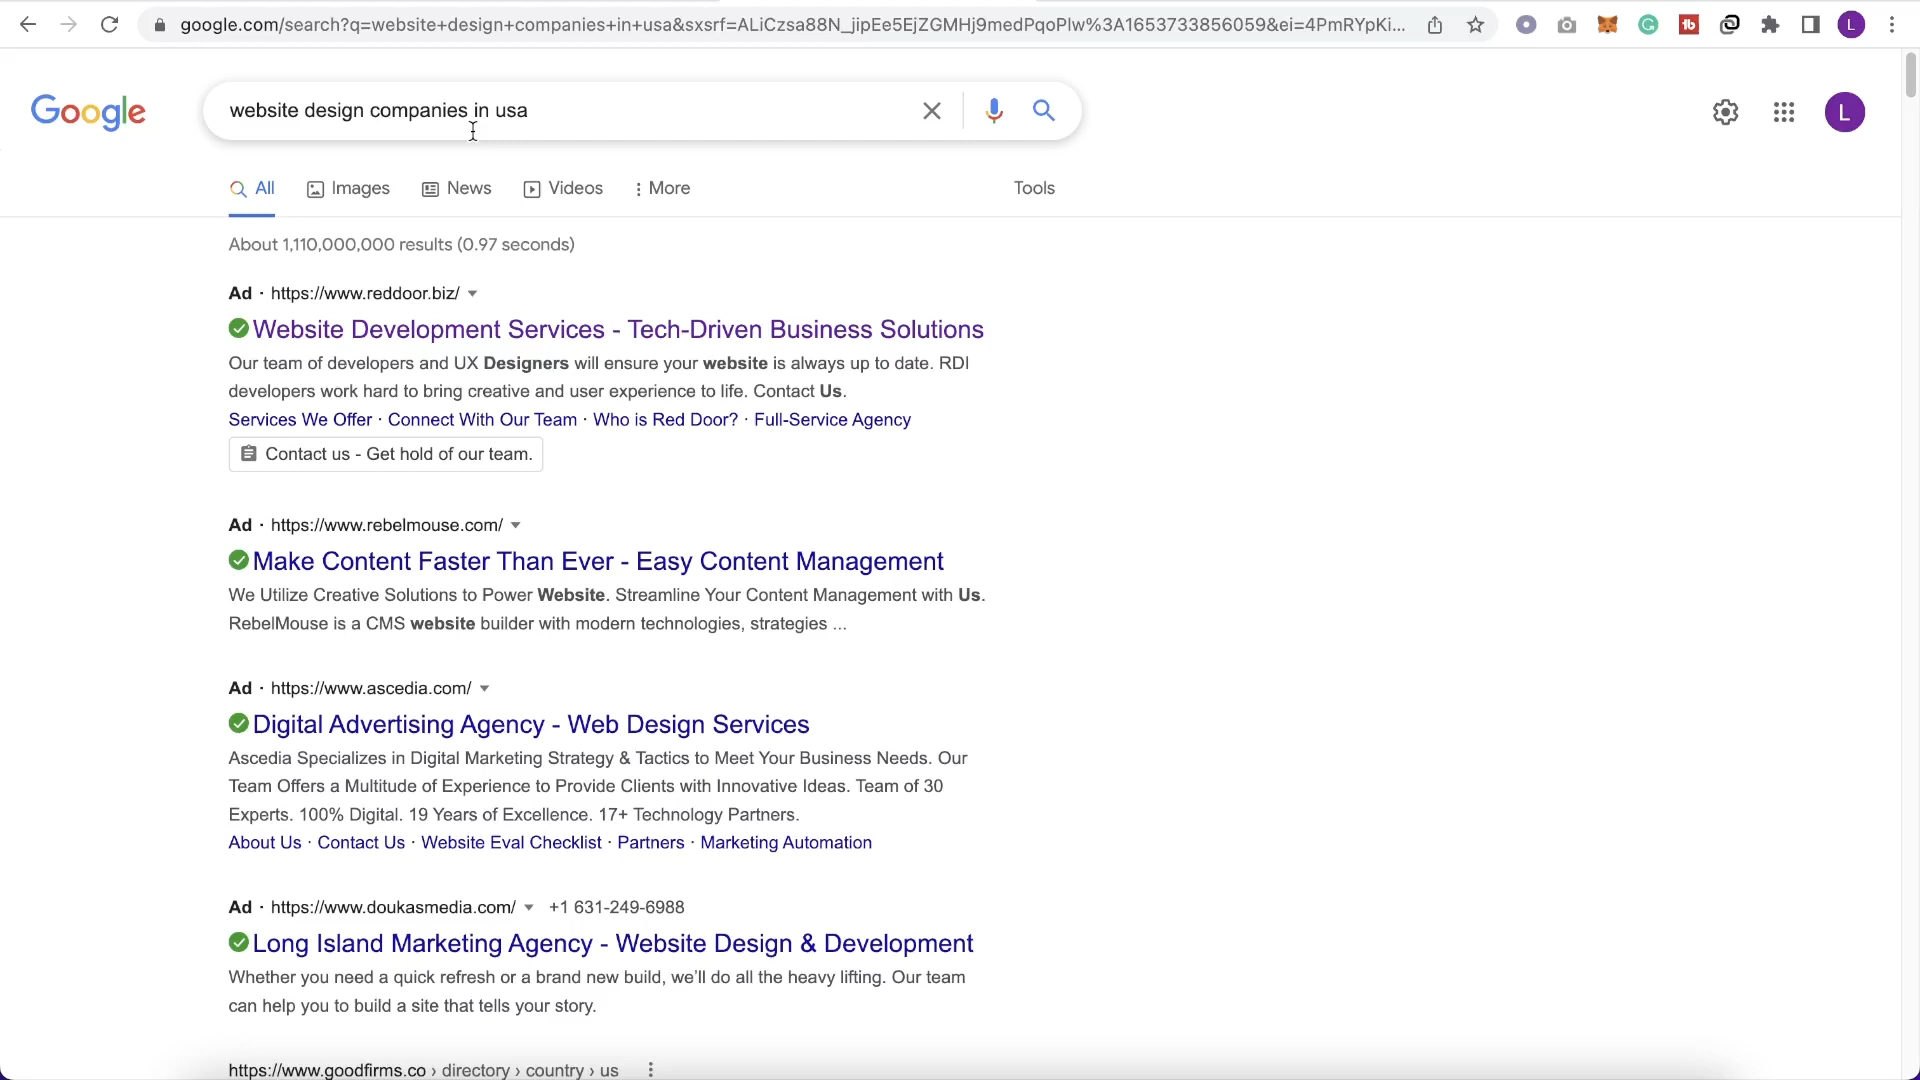 google.com/search?q=website+design+companies+in+usa&sxsrf=ALiCzsa88N_jipEe5EjZGMHj9medPqoPlw%3A1653733856059&ei=4PmRYpKi...
L
Google
website design companies in usa
L
All
Images
News
Videos
More
Tools
About 1,110,000,000 results (0.97 seconds)
Ad · https://www.reddoor.biz/
Website Development Services - Tech-Driven Business Solutions
Our team of developers and UX Designers will ensure your website is always up to date. RDI
developers work hard to bring creative and user experience to life. Contact Us.
Services We Offer · Connect With Our Team · Who is Red Door? · Full-Service Agency
Contact us - Get hold of our team.
Ad · https://www.rebelmouse.com/
Make Content Faster Than Ever - Easy Content Management
We Utilize Creative Solutions to Power Website. Streamline Your Content Management with Us.
RebelMouse is a CMS website builder with modern technologies, strategies ...
Ad · https://www.ascedia.com/
Digital Advertising Agency - Web Design Services
Ascedia Specializes in Digital Marketing Strategy & Tactics to Meet Your Business Needs. Our
Team Offers a Multitude of Experience to Provide Clients with Innovative Ideas. Team of 30
Experts. 100% Digital. 19 Years of Excellence. 17+ Technology Partners.
About Us · Contact Us · Website Eval Checklist · Partners · Marketing Automation
Ad · https://www.doukasmedia.com/ +1 631-249-6988
Long Island Marketing Agency - Website Design & Development
Whether you need a quick refresh or a brand new build, we'll do all the heavy lifting. Our team
can help you to build a site that tells your story.
https://www.goodfirms.co › directory › country › us